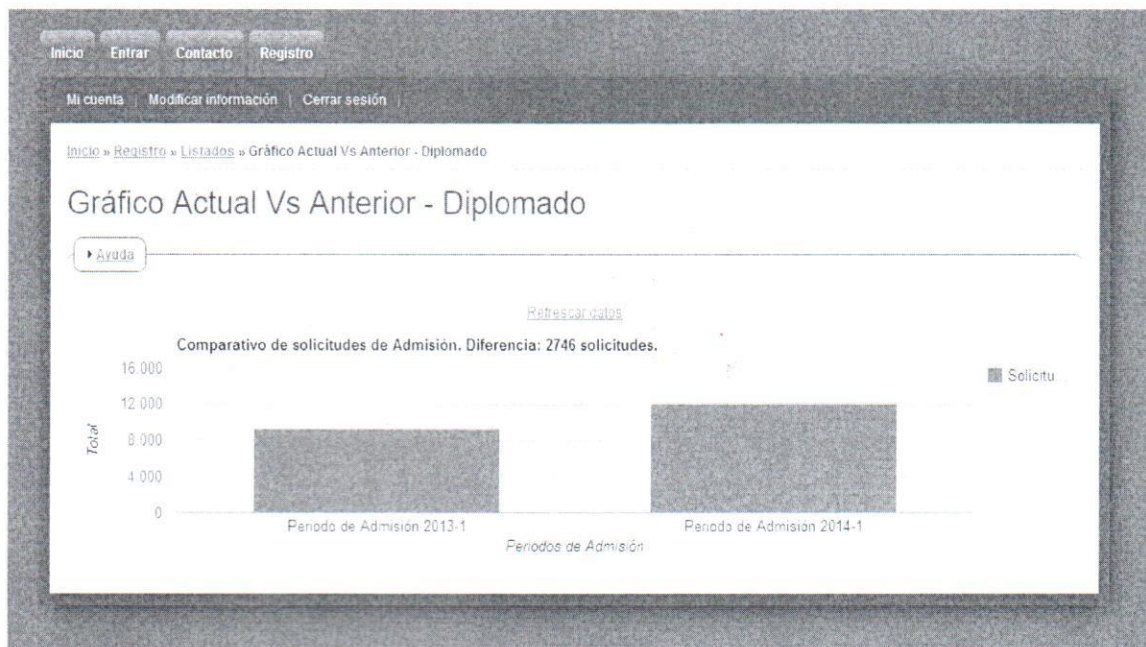 Inicio Entrar Contacto Registro
Mi cuenta | Modificar información | Cerrar sesión |
Inicio » Registro » Listados » Gráfico Actual Vs Anterior - Diplomado
Gráfico Actual Vs Anterior - Diplomado
Ayuda
Refrescar datos
Comparativo de solicitudes de Admisión. Diferencia: 2746 solicitudes.
16.000
Solicitu...
12.000
8.000
Total
4.000
0
Periodo de Admisión 2013-1 Periodo de Admisión 2014-1
Periodos de Admisión